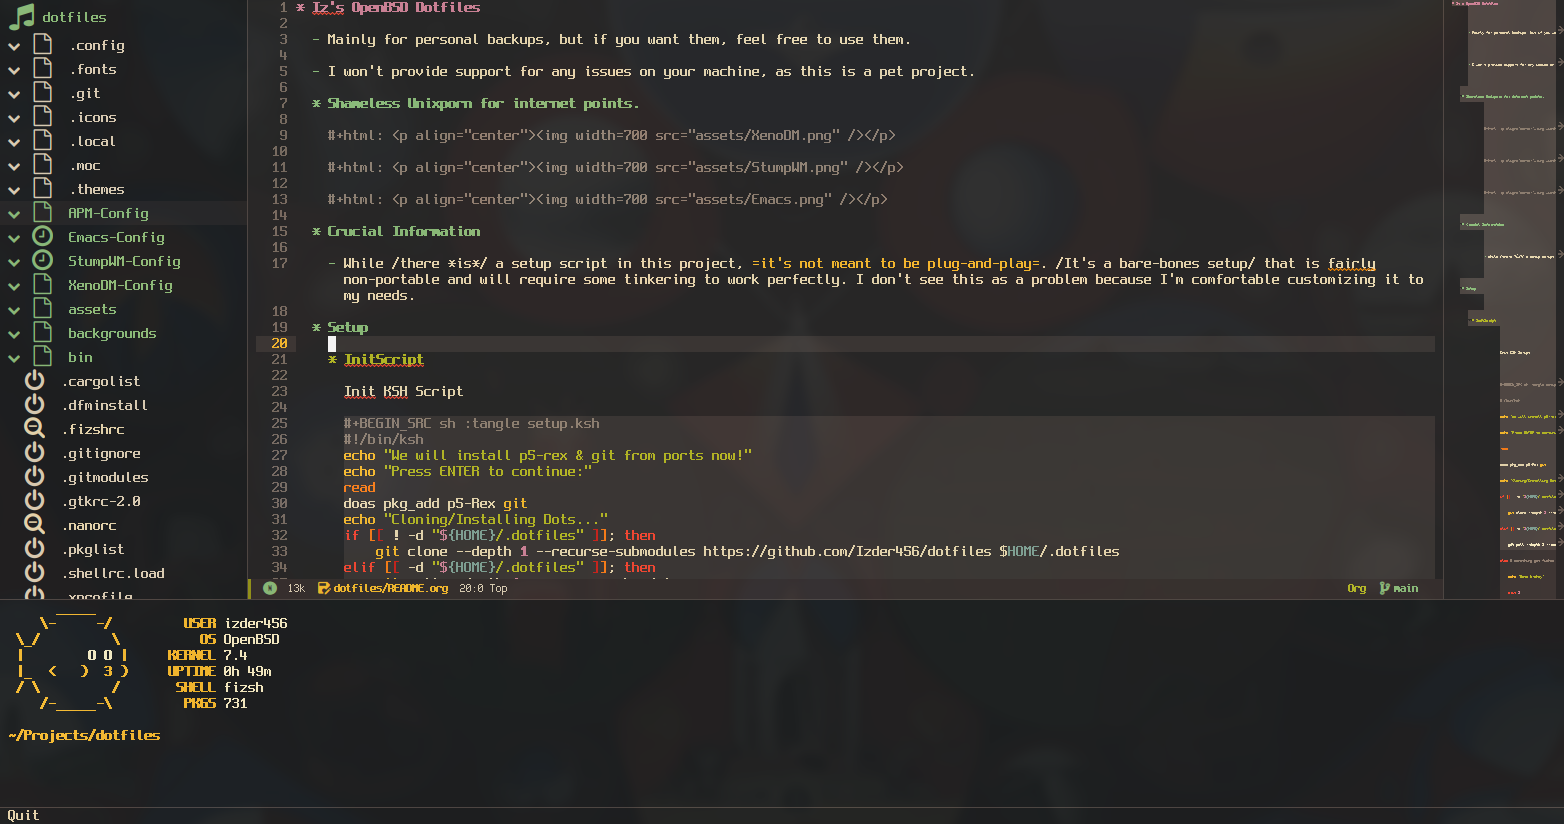 dotfiles
.config
.fonts
.git
.icons
.local
.moc
.themes
APM-Config
Emacs-Config
StumpWM-Config
XenoDM-Config
assets
backgrounds
bin
.cargolist
.dfminstall
.fizshrc
.gitignore
.gitmodules
.gtkrc-2.0
.nanorc
.pkglist
.shellrc.load
.xprofile
1 * Iz's OpenBSD Dotfiles
2
3 - Mainly for personal backups, but if you want them, feel free to use them.
4
5 - I won't provide support for any issues on your machine, as this is a pet project.
6
7 * Shameless Unixporn for internet points.
8
9 #+html: <p align="center"><img width=700 src="assets/XenoDM.png" /></p>
10
11 #+html: <p align="center"><img width=700 src="assets/StumpWM.png" /></p>
12
13 #+html: <p align="center"><img width=700 src="assets/Emacs.png" /></p>
14
15 * Crucial Information
16
17 - While /there *is*/ a setup script in this project, =it's not meant to be plug-and-play=. /It's a bare-bones setup/ that is fairly
non-portable and will require some tinkering to work perfectly. I don't see this as a problem because I'm comfortable customizing it to
my needs.
18
19 * Setup
20
21 * InitScript
22
23 Init KSH Script
24
25 #+BEGIN_SRC sh :tangle setup.ksh
26 #!/bin/ksh
27 echo "We will install p5-rex & git from ports now!"
28 echo "Press ENTER to continue:"
29 read
30 doas pkg_add p5-Rex git
31 echo "Cloning/Installing Dots..."
32 if [[ ! -d "${HOME}/.dotfiles" ]]; then
33 git clone --depth 1 --recurse-submodules https://github.com/Izder456/dotfiles $HOME/.dotfiles
34 elif [[ -d "${HOME}/.dotfiles" ]]; then
13k dotfiles/README.org 20:0 Top Org main
USER izder456
OS OpenBSD
KERNEL 7.4
UPTIME 0h 49m
SHELL fizsh
PKGS 731
~/Projects/dotfiles
Quit